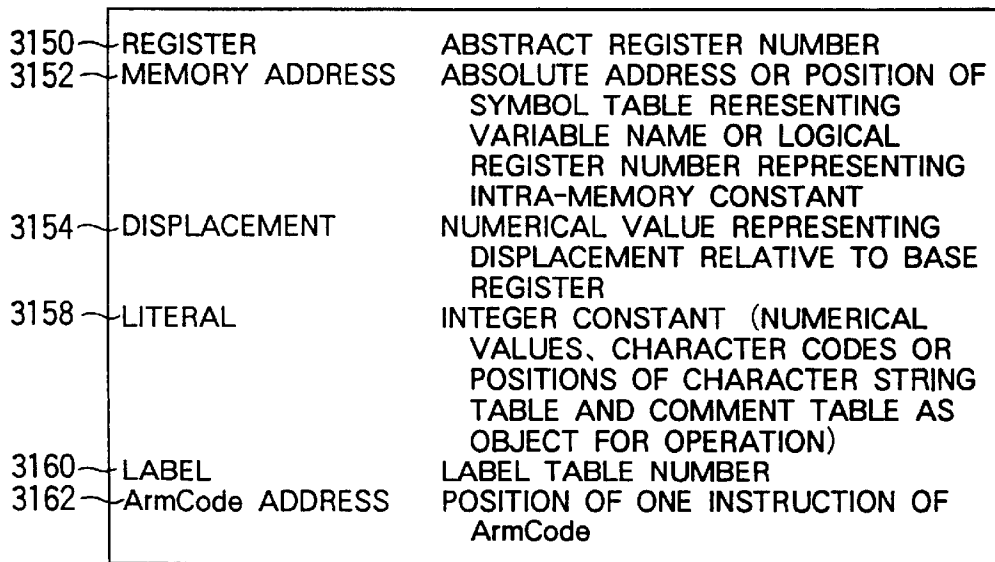 3150 REGISTER ABSTRACT REGISTER NUMBER
3152 MEMORY ADDRESS ABSOLUTE ADDRESS OR POSITION OF
SYMBOL TABLE RERESENTING
VARIABLE NAME OR LOGICAL
REGISTER NUMBER REPRESENTING
INTRA-MEMORY CONSTANT
3154 DISPLACEMENT NUMERICAL VALUE REPRESENTING
DISPLACEMENT RELATIVE TO BASE
REGISTER
3158 LITERAL INTEGER CONSTANT (NUMERICAL
VALUES、CHARACTER CODES OR
POSITIONS OF CHARACTER STRING
TABLE AND COMMENT TABLE AS
OBJECT FOR OPERATION)
3160 LABEL LABEL TABLE NUMBER
3162 ArmCode ADDRESS POSITION OF ONE INSTRUCTION OF
ArmCode